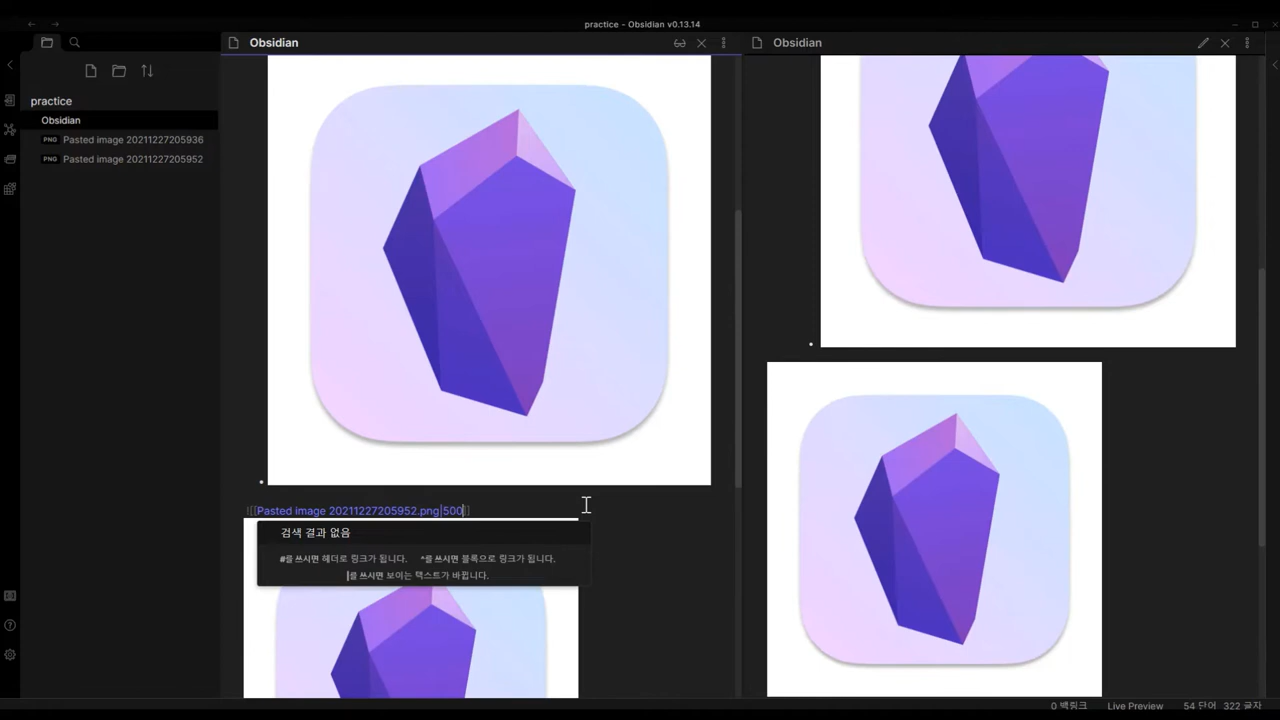 practice - Obsidian v0.13.14
Obsidian
Obsidian
practice
Obsidian
PNG Pasted image 20211227205936
PNG Pasted image 20211227205952
![[Pasted image 20211227205952.png|500]]
검색 결과 없음
#를 쓰시면 헤더로 링크가 됩니다. ^를 쓰시면 블록으로 링크가 됩니다.
|를 쓰시면 보이는 택스트가 바뀝니다.
0 백링크 Live Preview 54 단어 322 글자